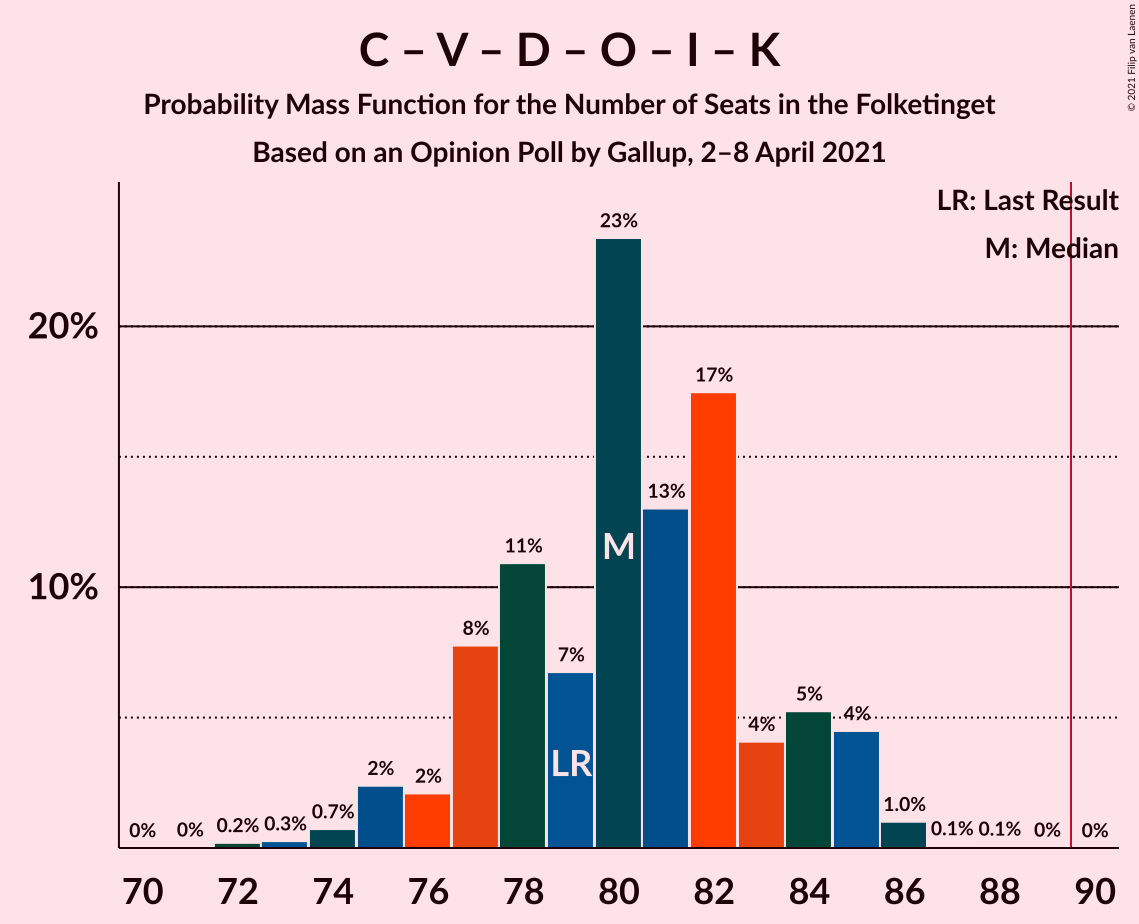 C – V – D – O – I – K
Probability Mass Function for the Number of Seats in the Folketinget
Based on an Opinion Poll by Gallup, 2–8 April 2021
© 2021 Filip van Laenen
LR: Last Result
M: Median
20%
10%
0%
0%
0.2%
0.3%
0.7%
2%
2%
8%
11%
7%
23%
13%
17%
4%
5%
4%
1.0%
0.1%
0.1%
0%
0%
M
LR
70 72 74 76 78 80 82 84 86 88 90